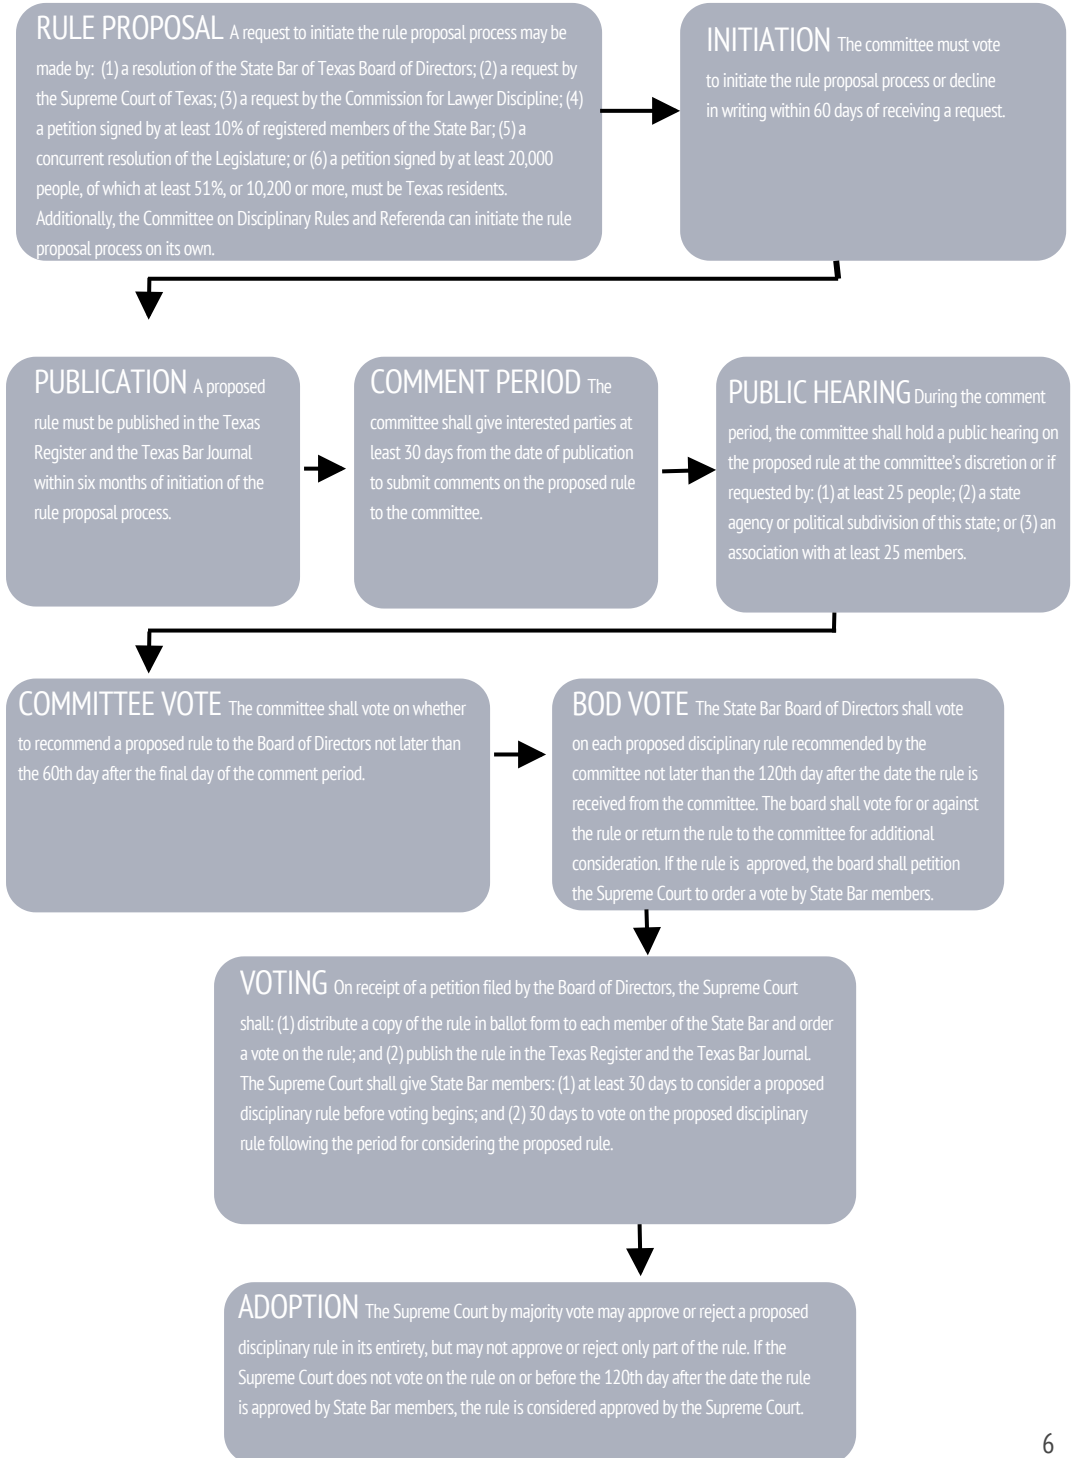 RULE PROPOSAL A request to initiate the rule proposal process may be
made by: (1) a resolution of the State Bar of Texas Board of Directors; (2) a request by
the Supreme Court of Texas; (3) a request by the Commission for Lawyer Discipline; (4)
a petition signed by at least 10% of registered members of the State Bar; (5) a
concurrent resolution of the Legislature; or (6) a petition signed by at least 20,000
people, of which at least 51%, or 10,200 or more, must be Texas residents.
Additionally, the Committee on Disciplinary Rules and Referenda can initiate the rule
proposal process on its own.
INITIATION The committee must vote
to initiate the rule proposal process or decline
in writing within 60 days of receiving a request.
PUBLICATION A proposed
rule must be published in the Texas
Register and the Texas Bar Journal
within six months of initiation of the
rule proposal process.
COMMENT PERIOD The
committee shall give interested parties at
least 30 days from the date of publication
to submit comments on the proposed rule
to the committee.
PUBLIC HEARING During the comment
period, the committee shall hold a public hearing on
the proposed rule at the committee's discretion or if
requested by: (1) at least 25 people; (2) a state
agency or political subdivision of this state; or (3) an
association with at least 25 members.
COMMITTEE VOTE The committee shall vote on whether
to recommend a proposed rule to the Board of Directors not later than
the 60th day after the final day of the comment period.
BOD VOTE The State Bar Board of Directors shall vote
on each proposed disciplinary rule recommended by the
committee not later than the 120th day after the date the rule is
received from the committee. The board shall vote for or against
the rule or return the rule to the committee for additional
consideration. If the rule is approved, the board shall petition
the Supreme Court to order a vote by State Bar members.
VOTING On receipt of a petition filed by the Board of Directors, the Supreme Court
shall: (1) distribute a copy of the rule in ballot form to each member of the State Bar and order
a vote on the rule; and (2) publish the rule in the Texas Register and the Texas Bar Journal.
The Supreme Court shall give State Bar members: (1) at least 30 days to consider a proposed
disciplinary rule before voting begins; and (2) 30 days to vote on the proposed disciplinary
rule following the period for considering the proposed rule.
ADOPTION The Supreme Court by majority vote may approve or reject a proposed
disciplinary rule in its entirety, but may not approve or reject only part of the rule. If the
Supreme Court does not vote on the rule on or before the 120th day after the date the rule
is approved by State Bar members, the rule is considered approved by the Supreme Court.
6